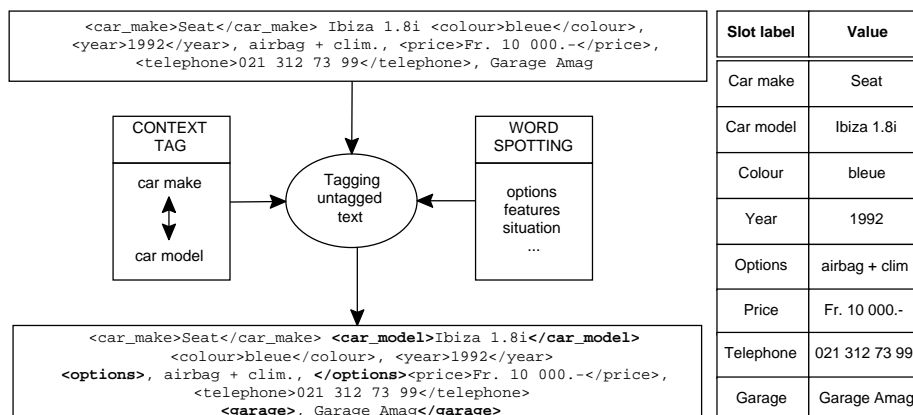 <car_make>Seat</car_make> Ibiza 1.8i <colour>bleue</colour>,
<year>1992</year>, airbag + clim., <price>Fr. 10 000.-</price>,
<telephone>021 312 73 99</telephone>, Garage Amag
CONTEXT
TAG
car make
car model
Tagging
untagged
text
WORD
SPOTTING
options
features
situation
...
<car_make>Seat</car_make> <car_model>Ibiza 1.8i</car_model>
<colour>bleue</colour>, <year>1992</year>
<options>, airbag + clim., </options><price>Fr. 10 000.-</price>,
<telephone>021 312 73 99</telephone>
<garage>, Garage Amag</garage>
Slot label Value
Car make Seat
Car model Ibiza 1.8i
Colour bleue
Year 1992
Options airbag + clim
Price Fr. 10 000.-
Telephone 021 312 73 99
Garage Garage Amag